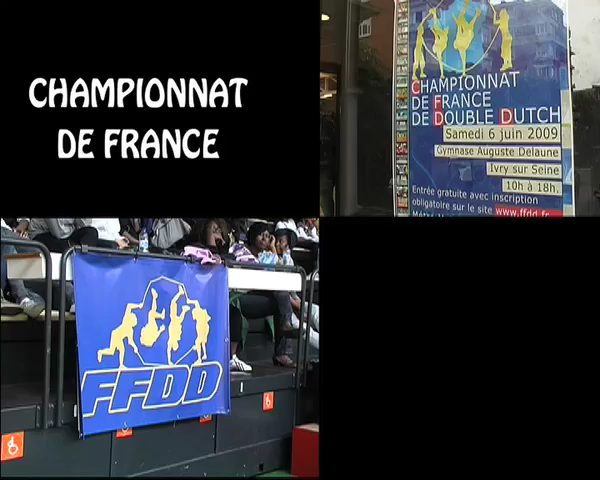 CHAMPIONNAT
DE FRANCE
CHAMPIONNAT
DE FRANCE
DE DOUBLE DUTCH
Samedi 6 juin 2009
Gymnase Auguste Delaune
Ivry sur Seine
10h à 18h.
Entrée gratuite avec inscription
obligatoire sur le site www.ffdd.fr
FFDD